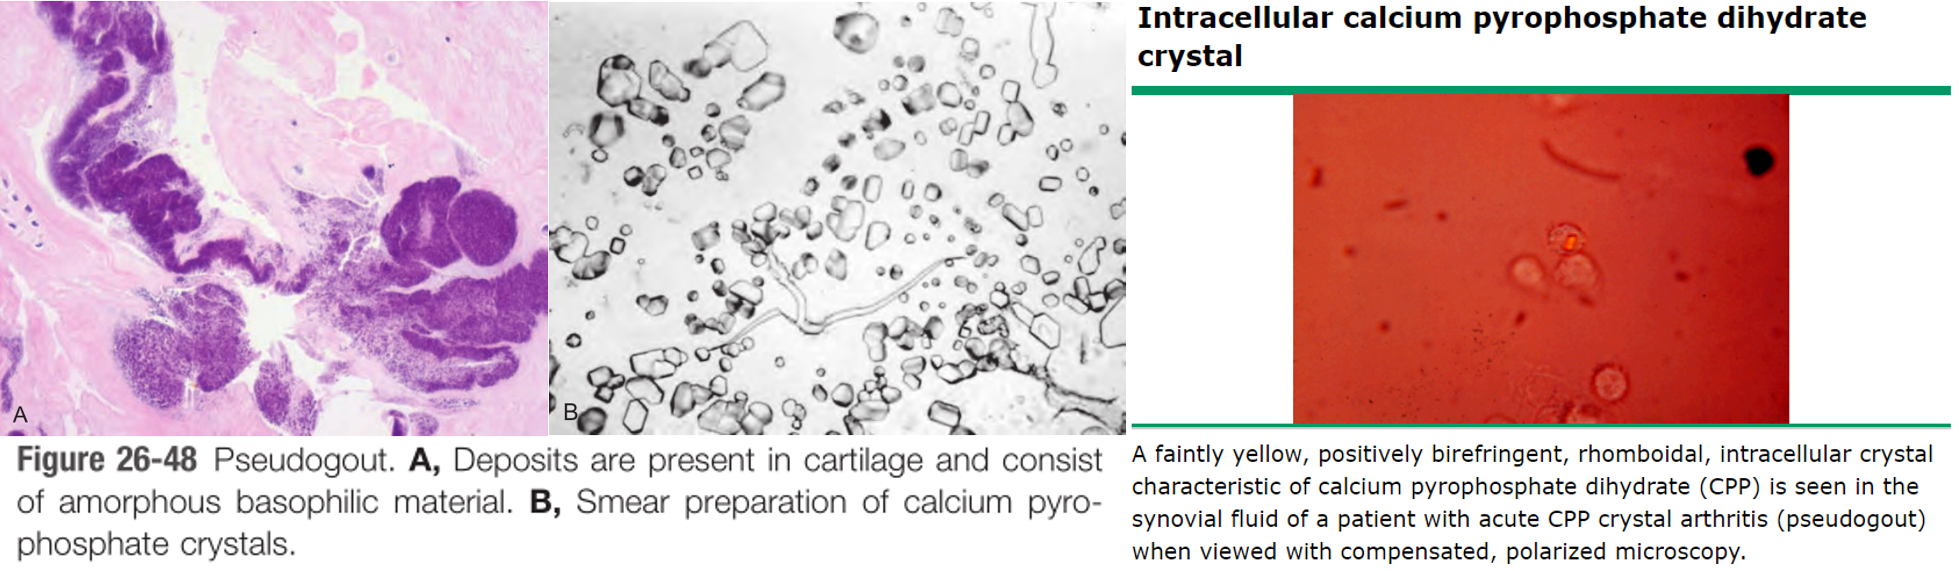 A
B
Figure 26-48 Pseudogout. A, Deposits are present in cartilage and consist
of amorphous basophilic material. B, Smear preparation of calcium pyro-
phosphate crystals.
Intracellular calcium pyrophosphate dihydrate
crystal
A faintly yellow, positively birefringent, rhomboidal, intracellular crystal
characteristic of calcium pyrophosphate dihydrate (CPP) is seen in the
synovial fluid of a patient with acute CPP crystal arthritis (pseudogout)
when viewed with compensated, polarized microscopy.